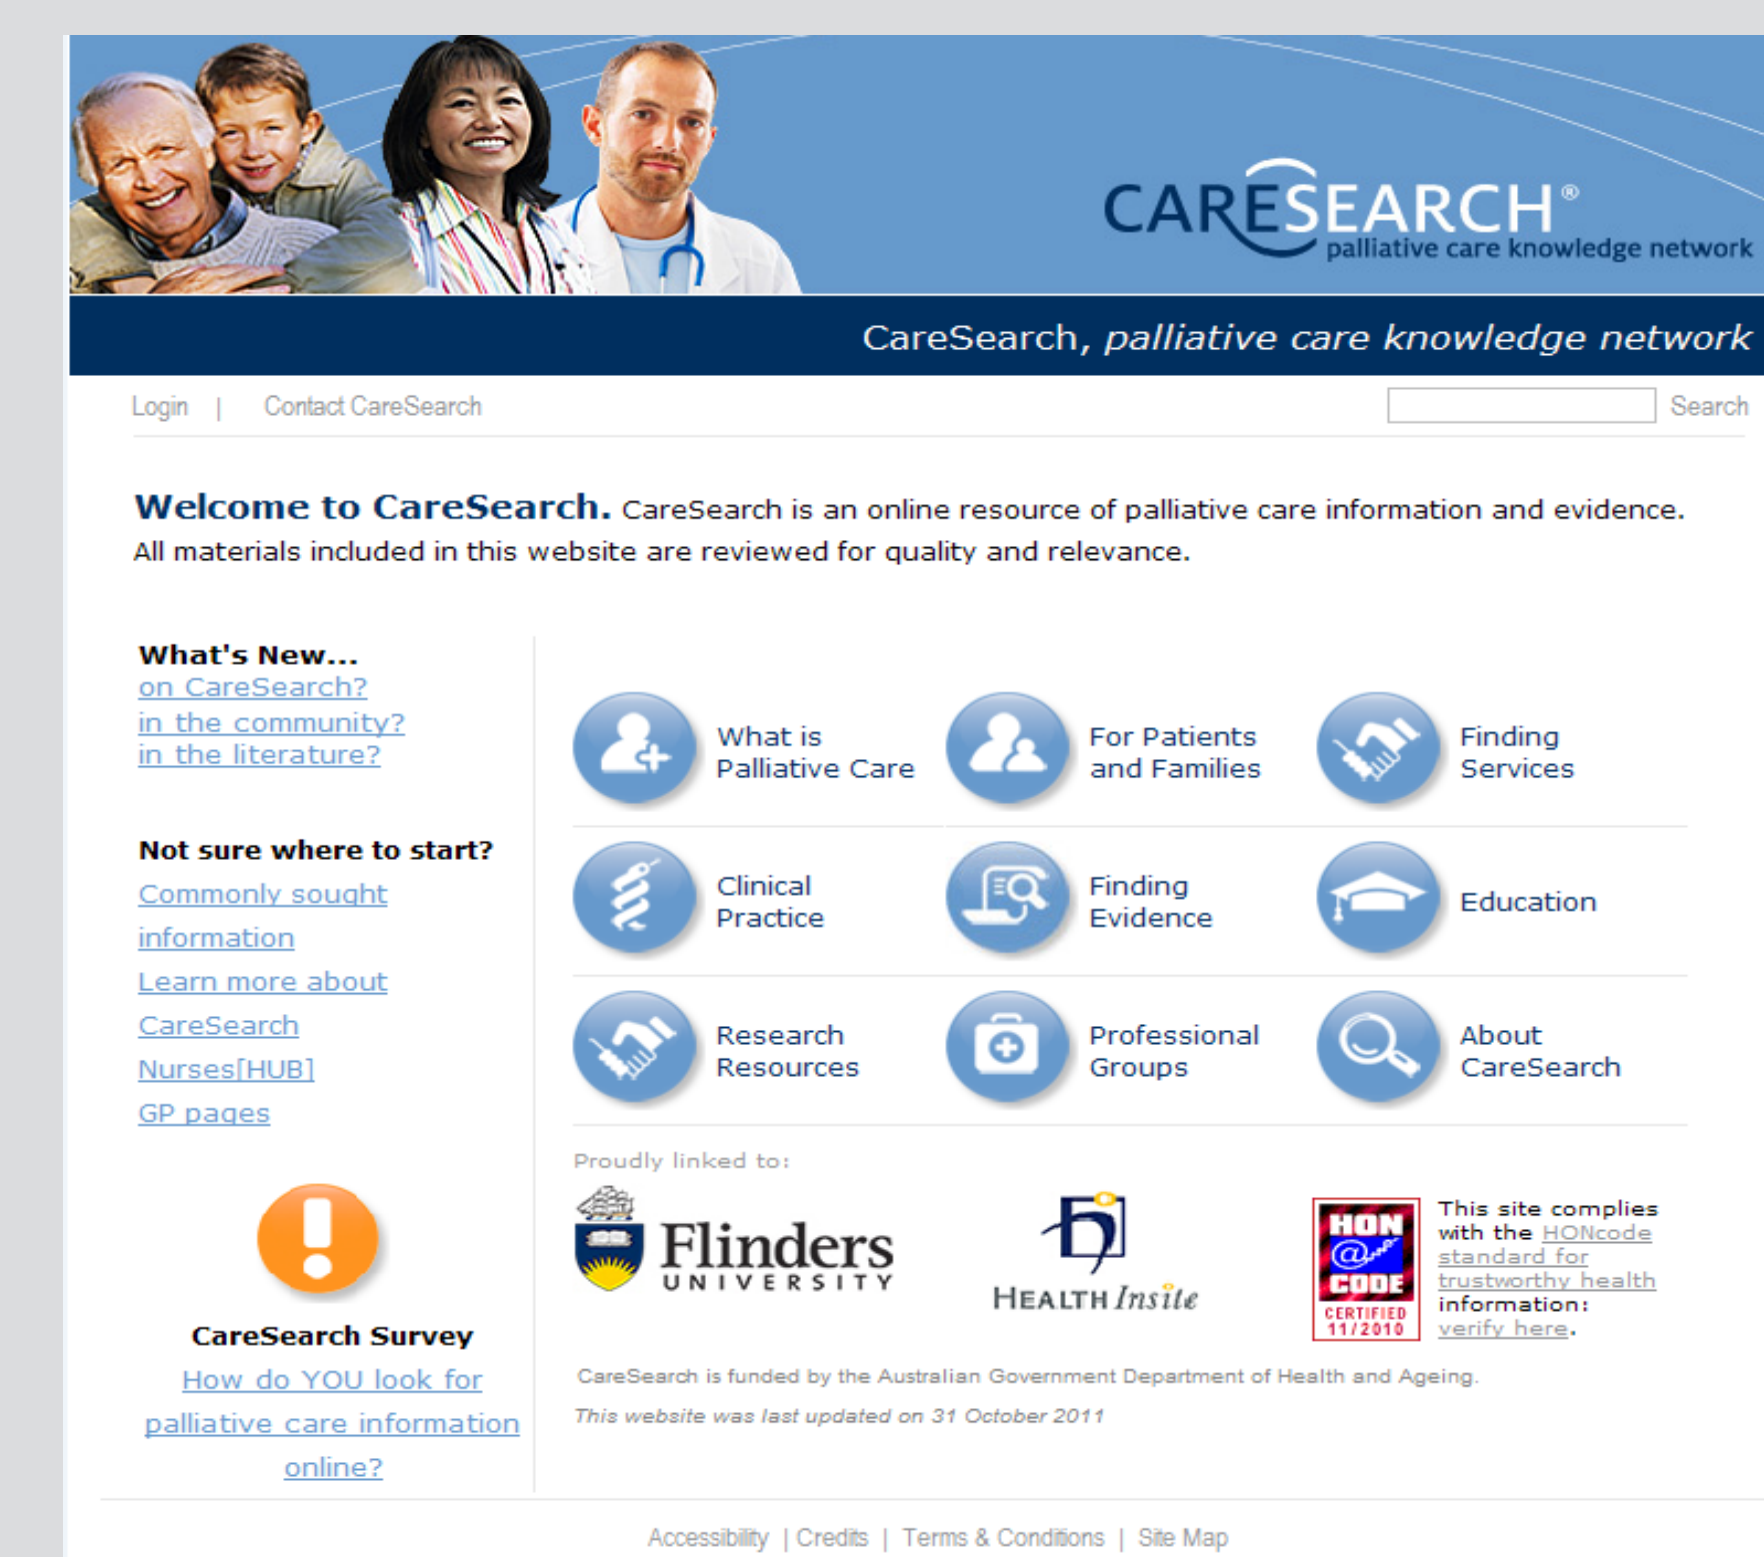 CARESEARCH®
palliative care knowledge network
CareSearch, palliative care knowledge network
Login | Contact CareSearch
Search
Welcome to CareSearch. CareSearch is an online resource of palliative care information and evidence.
All materials included in this website are reviewed for quality and relevance.
What's New...
on CareSearch?
in the community?
in the literature?
Not sure where to start?
Commonly sought
information
Learn more about
CareSearch
Nurses[HUB]
GP pages
CareSearch Survey
How do YOU look for
palliative care information
online?
What is
Palliative Care
For Patients
and Families
Finding
Services
Clinical
Practice
Finding
Evidence
Education
Research
Resources
Professional
Groups
About
CareSearch
Proudly linked to:
Flinders
UNIVERSITY
HEALTH Insite
HON
@
CODE
CERTIFIED
11/2010
This site complies
with the HONcode
standard for
trustworthy health
information:
verify here.
CareSearch is funded by the Australian Government Department of Health and Ageing.
This website was last updated on 31 October 2011
Accessibility | Credits | Terms & Conditions | Site Map